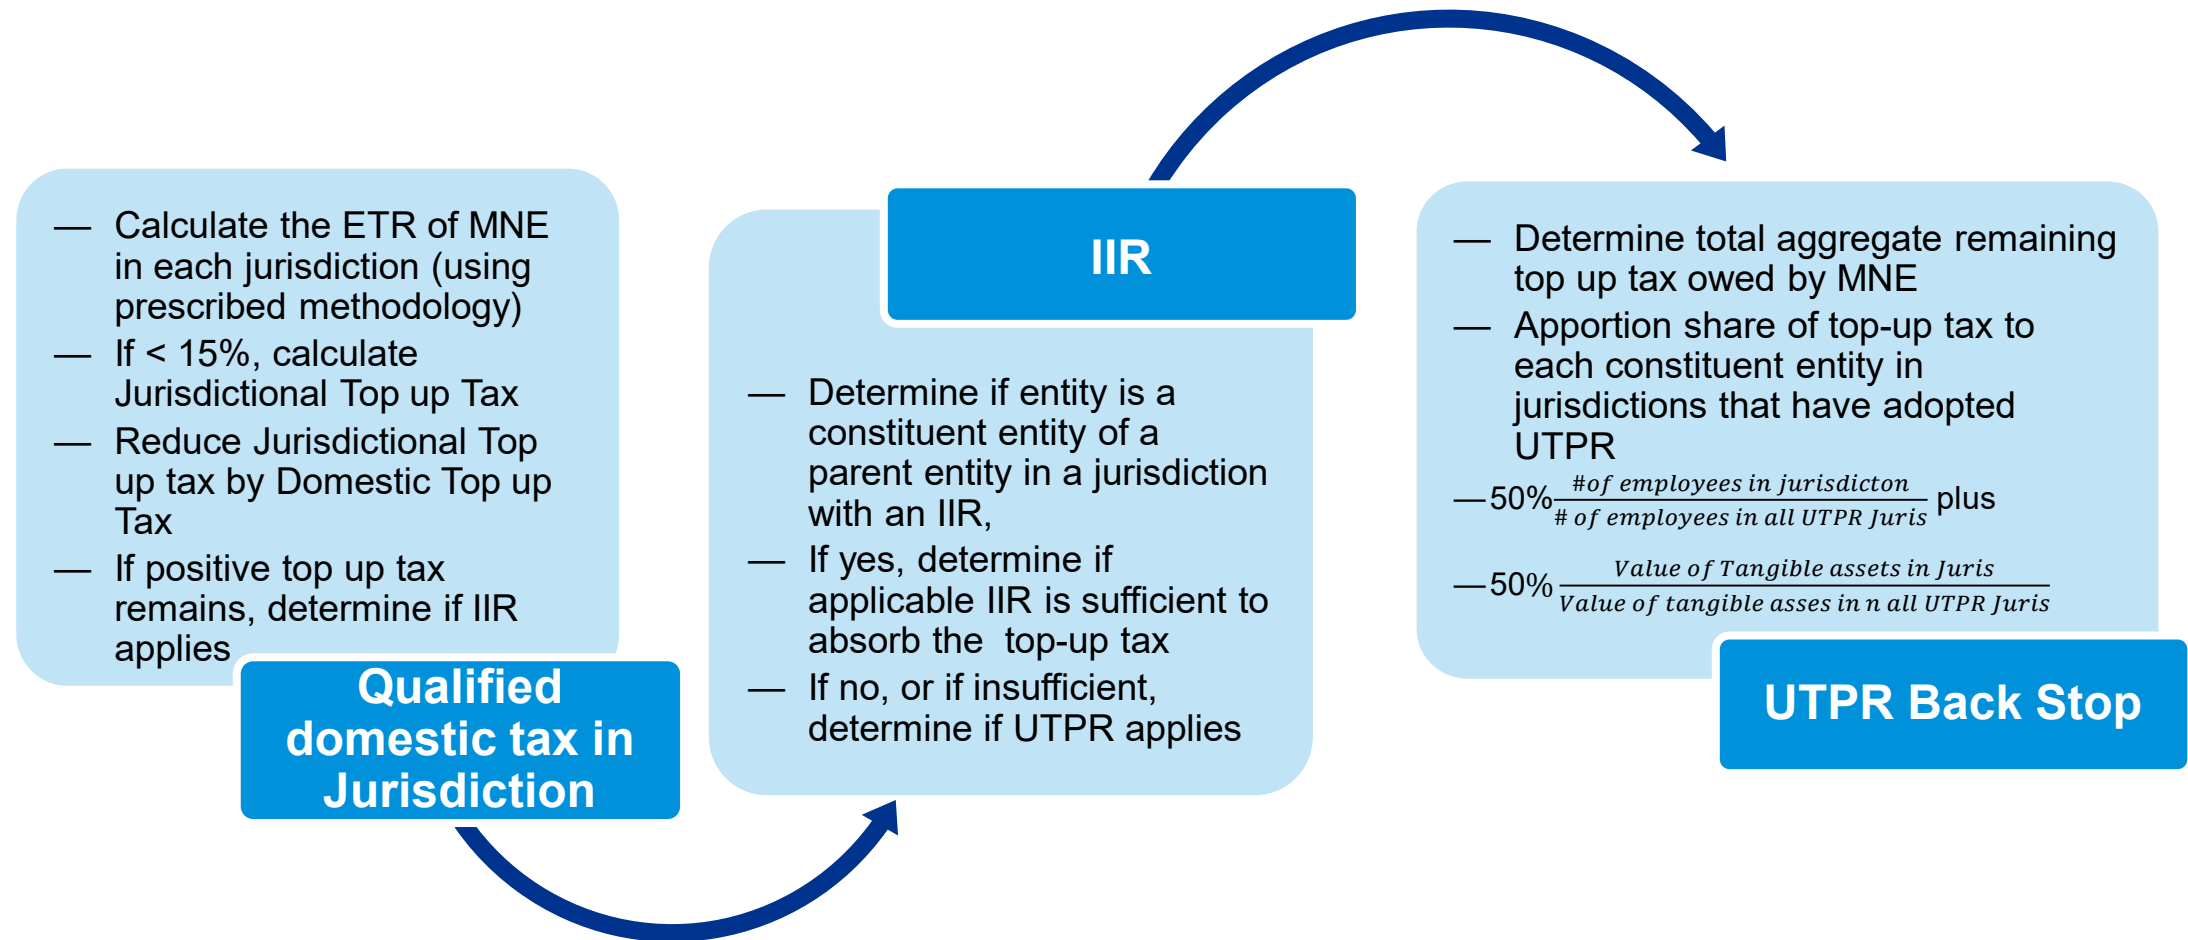 — Calculate the ETR of MNE
in each jurisdiction (using
prescribed methodology)
— If < 15%, calculate
Jurisdictional Top up Tax
— Reduce Jurisdictional Top
up tax by Domestic Top up
Tax
— If positive top up tax
remains, determine if IIR
applies
Qualified
domestic tax in
Jurisdiction
IIR
— Determine if entity is a
constituent entity of a
parent entity in a jurisdiction
with an IIR,
— If yes, determine if
applicable IIR is sufficient to
absorb the  top-up tax
— If no, or if insufficient,
determine if UTPR applies
— Determine total aggregate remaining
top up tax owed by MNE
— Apportion share of top-up tax to
each constituent entity in
jurisdictions that have adopted
UTPR
#of employees in jurisdicton
—50% plus
# of employees in all UTPR Juris
Value of Tangible assets in Juris
—50%
Value of tangible asses in n all UTPR Juris
UTPR Back Stop